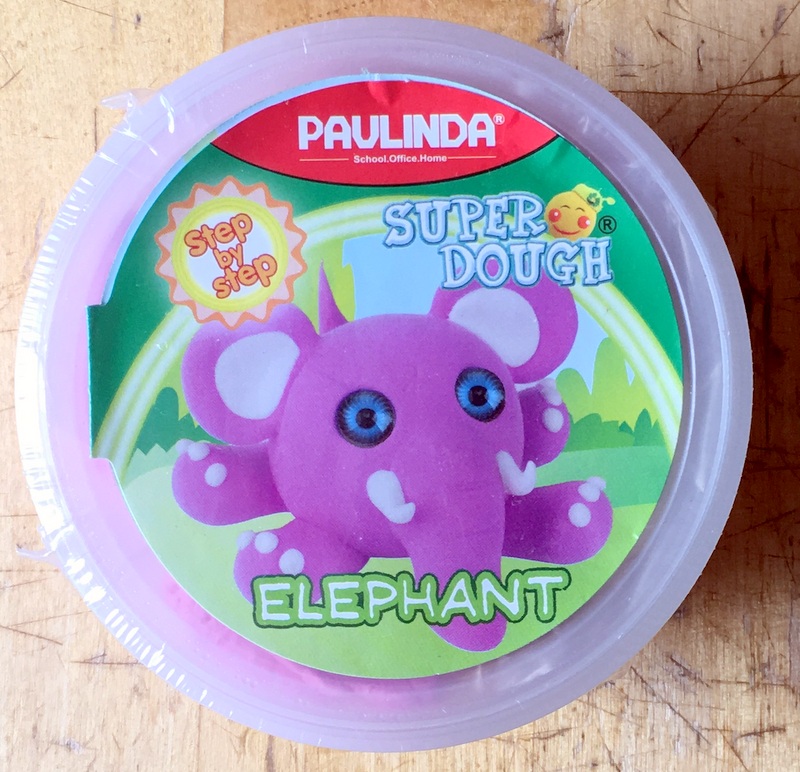 PAULINDA®
School.Office.Home
Step
by
step
SUPER
DOUGH®
ELEPHANT